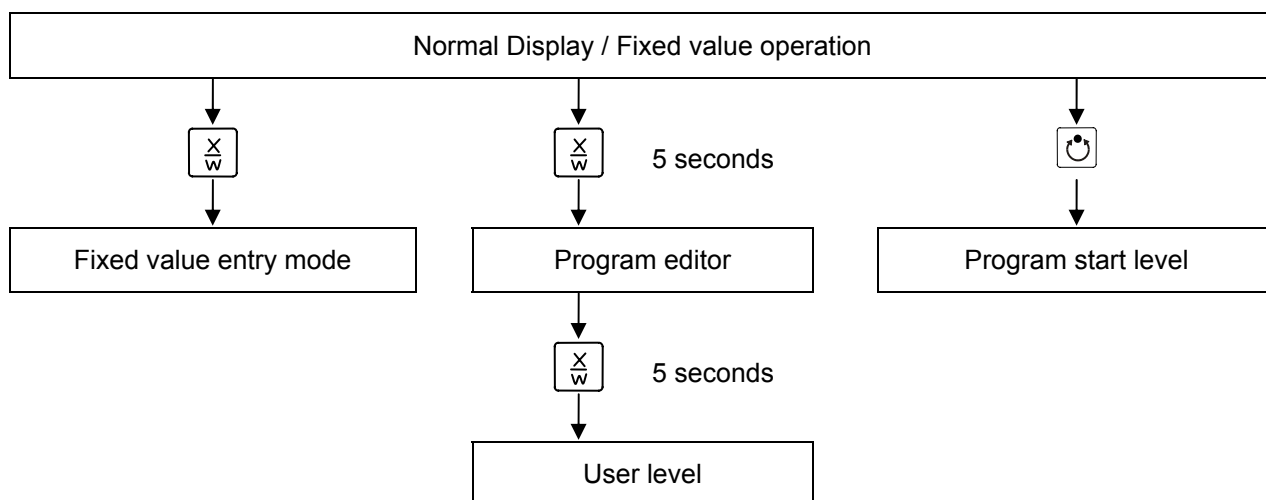 Normal Display / Fixed value operation
X
W
X
W
5 seconds
Fixed value entry mode
Program editor
Program start level
X
W
5 seconds
User level